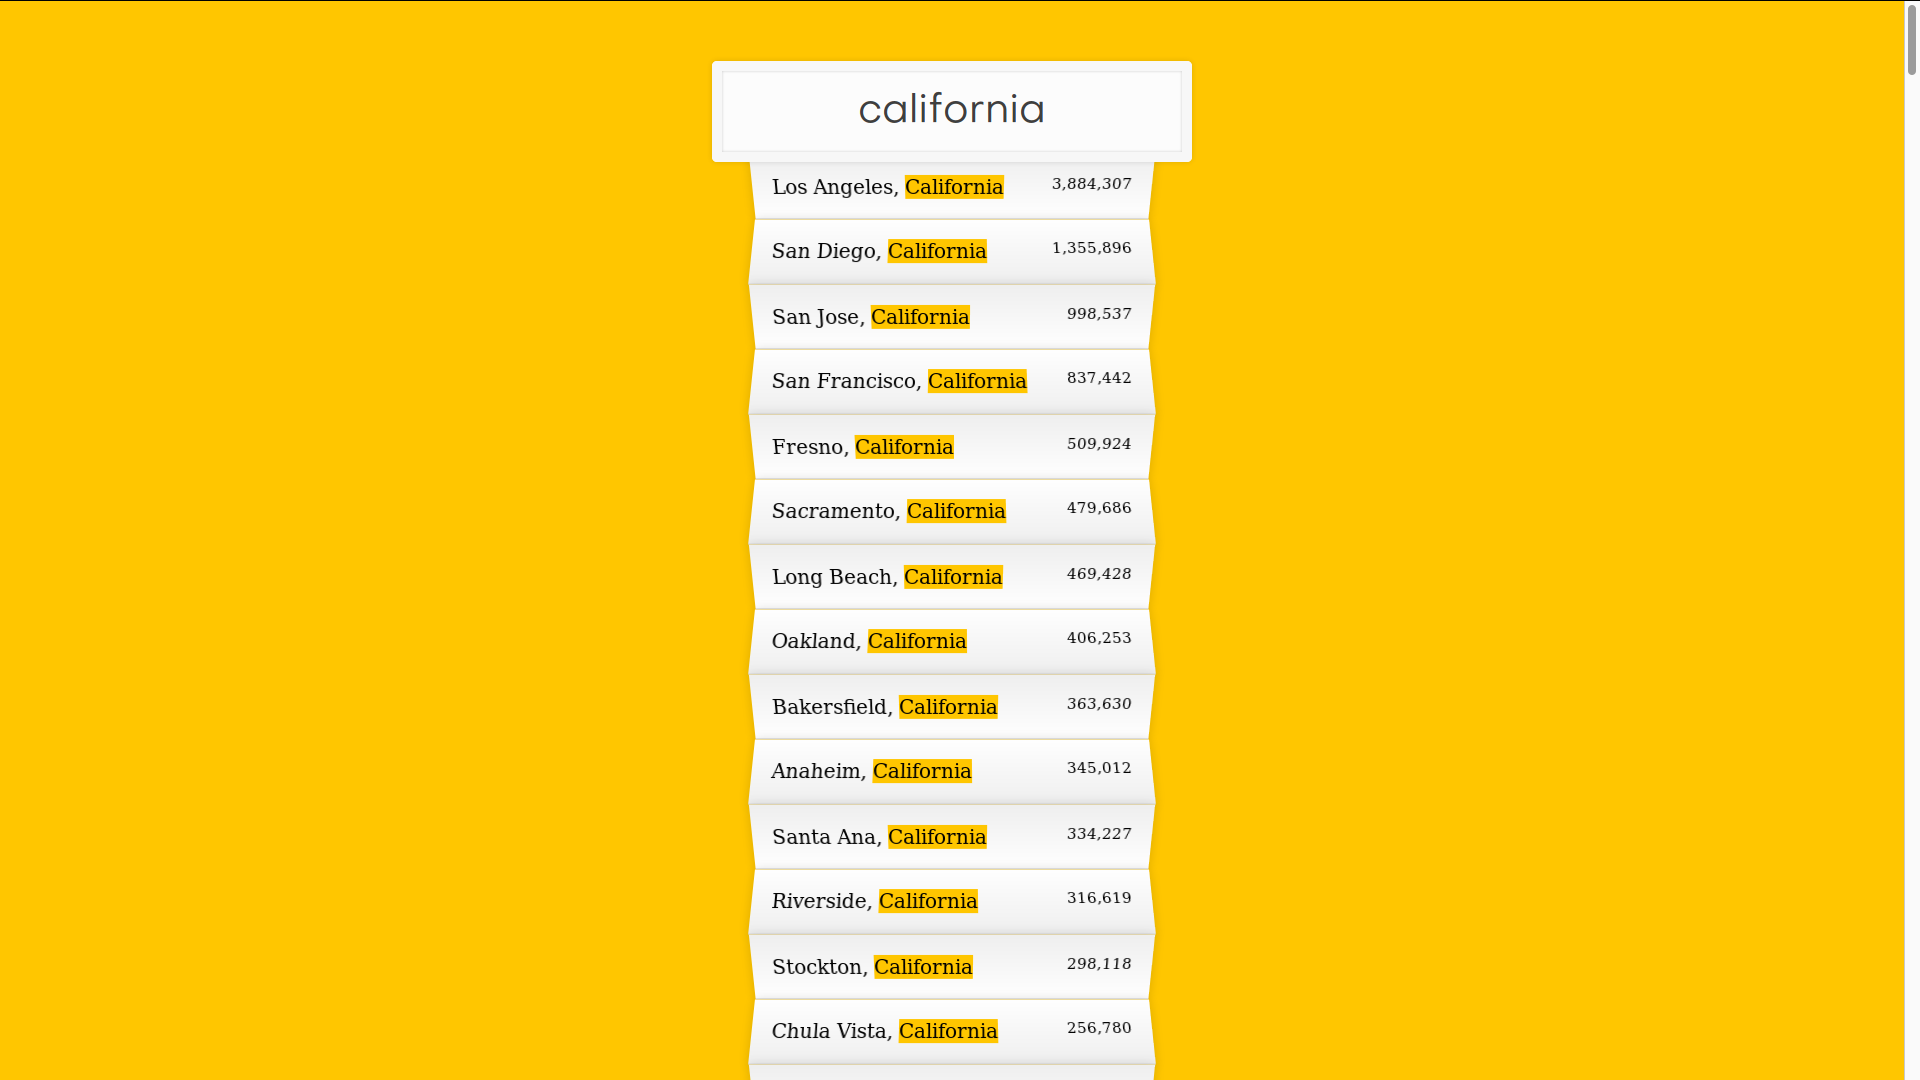 california
Los Angeles, California 3,884,307
San Diego, California 1,355,896
San Jose, California 998,537
San Francisco, California 837,442
Fresno, California 509,924
Sacramento, California 479,686
Long Beach, California 469,428
Oakland, California 406,253
Bakersfield, California 363,630
Anaheim, California 345,012
Santa Ana, California 334,227
Riverside, California 316,619
Stockton, California 298,118
Chula Vista, California 256,780